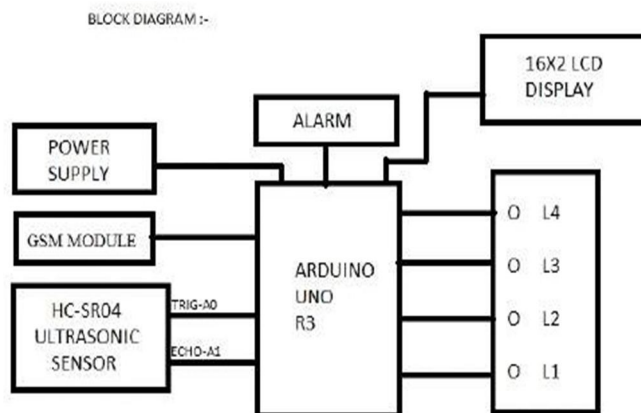 BLOCK DIAGRAM :-
16X2 LCD
DISPLAY
ALARM
POWER
SUPPLY
GSM MODULE
HC-SR04
ULTRASONIC
SENSOR
TRIG-A0
ECHO-A1
ARDUINO
UNO
R3
O L4
O L3
O L2
O L1